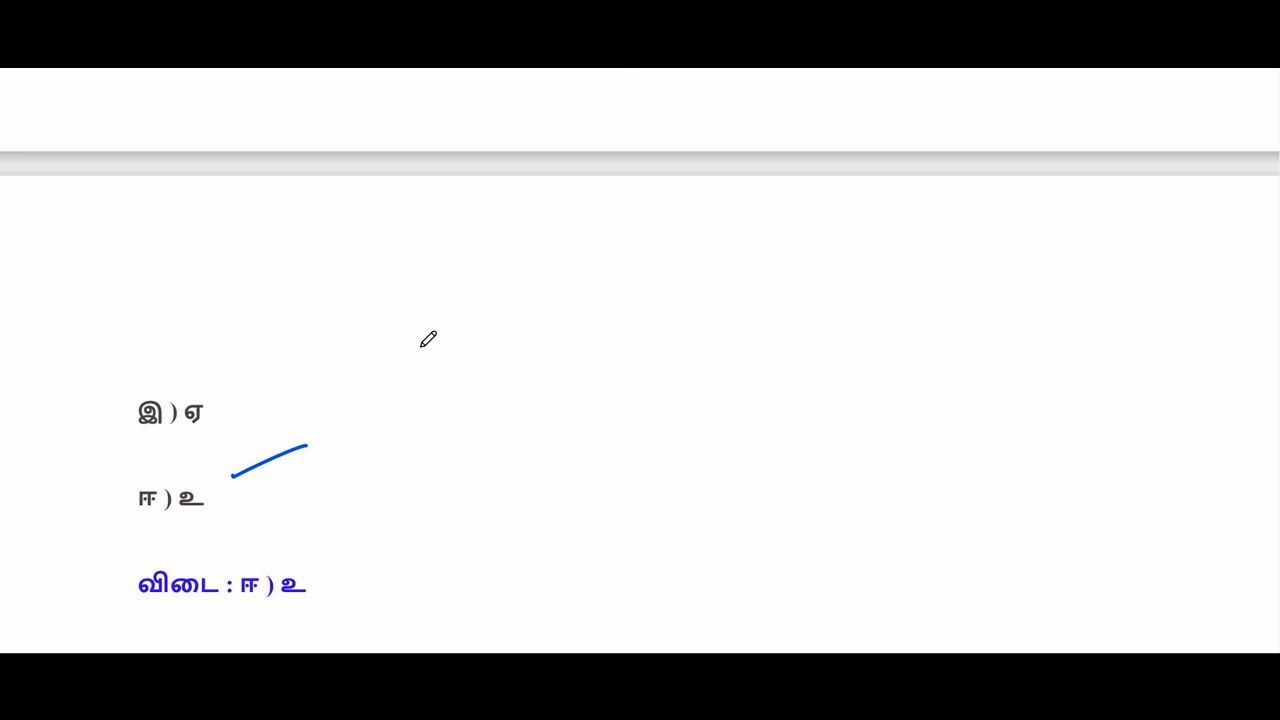 இ ) ஏ
ஈ ) உ
விடை : ஈ ) உ